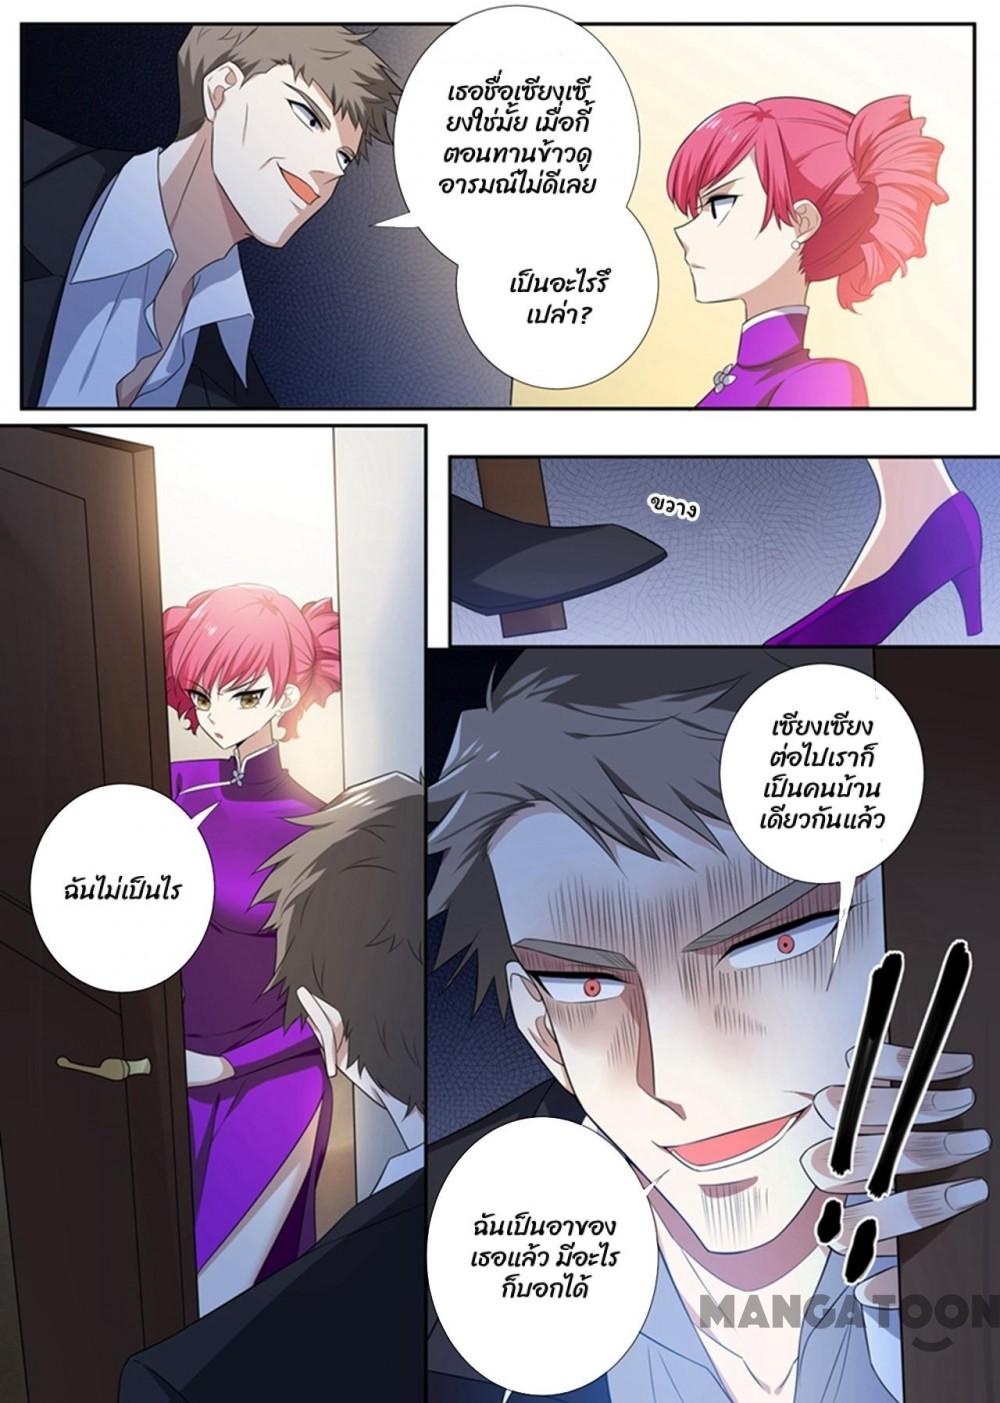 เธอชื่อเซียงเซี
ยงใช่มั้ย เมื่อกี้
ตอนทานข้าวดู
อารมณ์ไม่ดีเลย
เป็นอะไรรึ
เปล่า?
ขวาง
ฉันไม่เป็นไร
เซียงเซียง
ต่อไปเราก็
เป็นคนบ้าน
เดียวกันแล้ว
!!
ฉันเป็นอาของ
เธอแล้ว มีอะไร
ก็บอกได้
MANGATOON